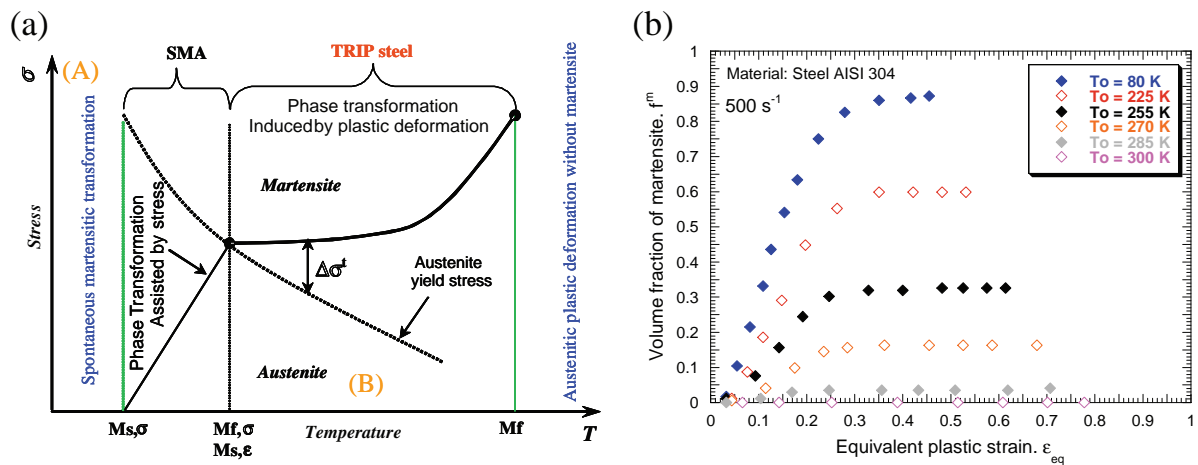 (a)
σ
(A)
SMA
TRIP steel
Phase transformation
Induced by plastic deformation
Martensite
Spontaneous martensitic transformation
Stress
Phase Transformation
Assisted by stress
Δσᵗ
Austenite
yield stress
Austenite
(B)
Austenitic plastic deformation without martensite
Ms,σ
Mf,σ
Ms,ε
Temperature
Mf
T
(b)
Volume fraction of martensite. fᵐ
1
0.9
0.8
0.7
0.6
0.5
0.4
0.3
0.2
0.1
0
Material: Steel AISI 304
500 s⁻¹
To = 80 K
To = 225 K
To = 255 K
To = 270 K
To = 285 K
To = 300 K
0 0.1 0.2 0.3 0.4 0.5 0.6 0.7 0.8 0.9 1
Equivalent plastic strain. ε_eq